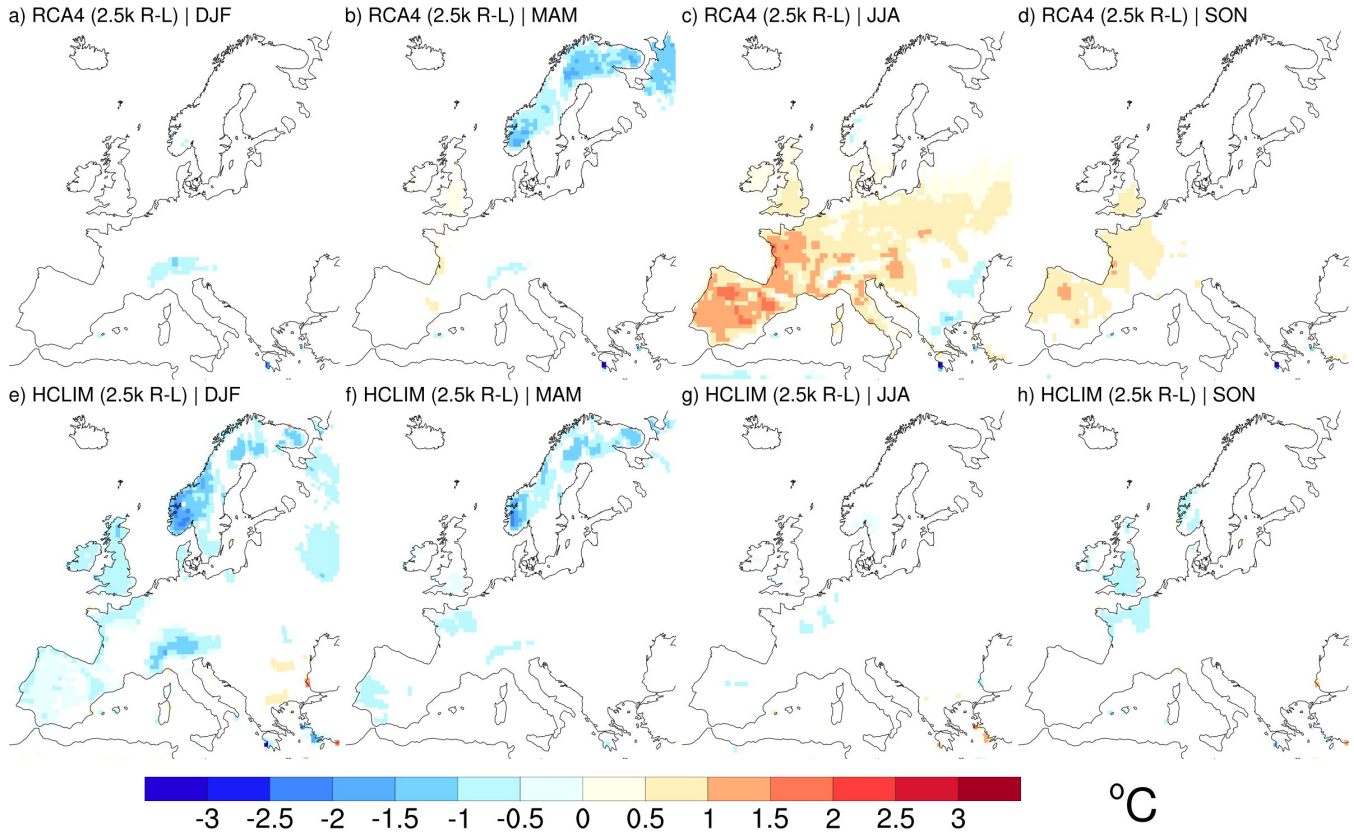 a) RCA4 (2.5k R-L) | DJF
b) RCA4 (2.5k R-L) | MAM
c) RCA4 (2.5k R-L) | JJA
d) RCA4 (2.5k R-L) | SON
e) HCLIM (2.5k R-L) | DJF
f) HCLIM (2.5k R-L) | MAM
g) HCLIM (2.5k R-L) | JJA
h) HCLIM (2.5k R-L) | SON
-3 -2.5 -2 -1.5 -1 -0.5 0 0.5 1 1.5 2 2.5 3
°C